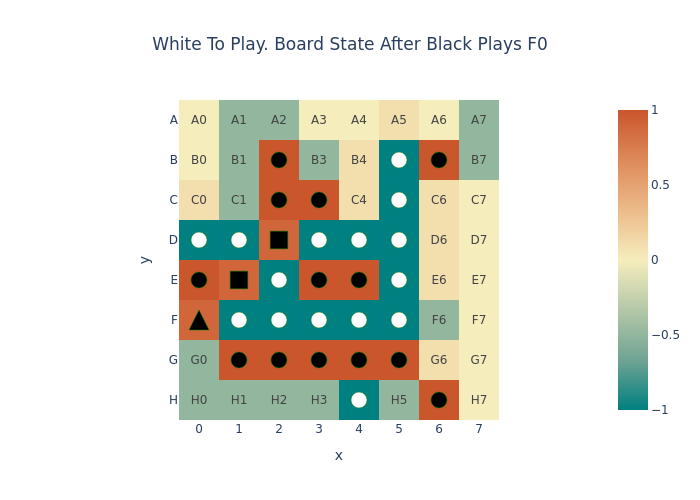 White To Play. Board State After Black Plays F0
A A0 A1 A2 A3 A4 A5 A6 A7
B B0 B1 B3 B4 B7
C C0 C1 C4 C6 C7
D D6 D7
E E6 E7
F F6 F7
G G0 G6 G7
H H0 H1 H2 H3 H5 H7
0 1 2 3 4 5 6 7
x
y
1
0.5
0
−0.5
−1